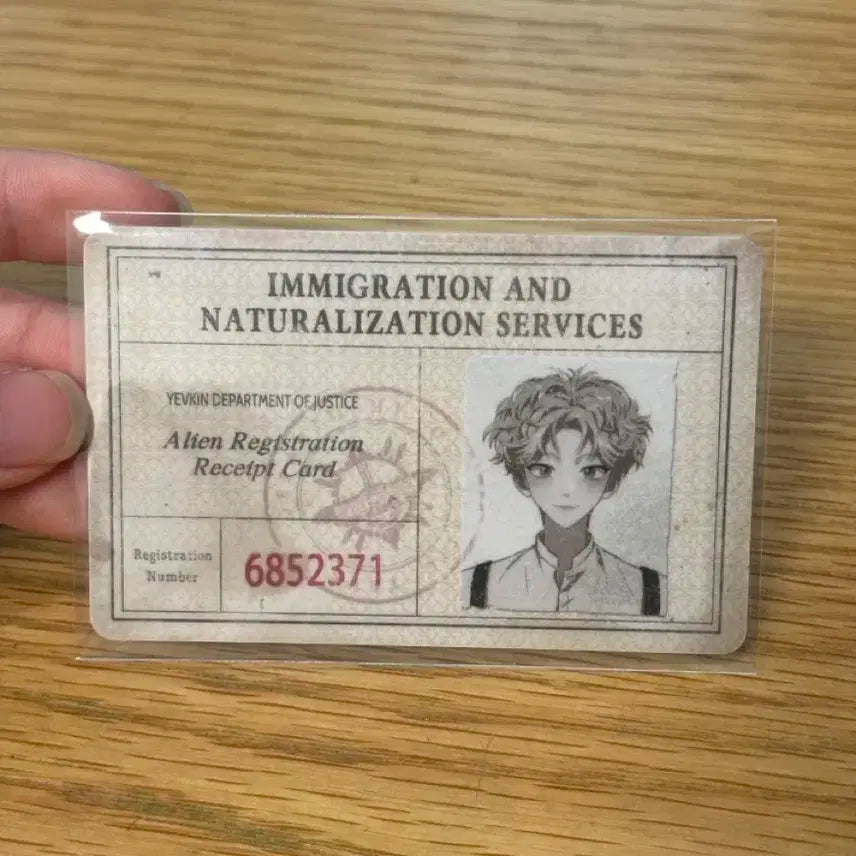 IMMIGRATION AND
NATURALIZATION SERVICES
YEVKIN DEPARTMENT OF JUSTICE
Alien Registration
Receipt Card
Registration
Number
6852371